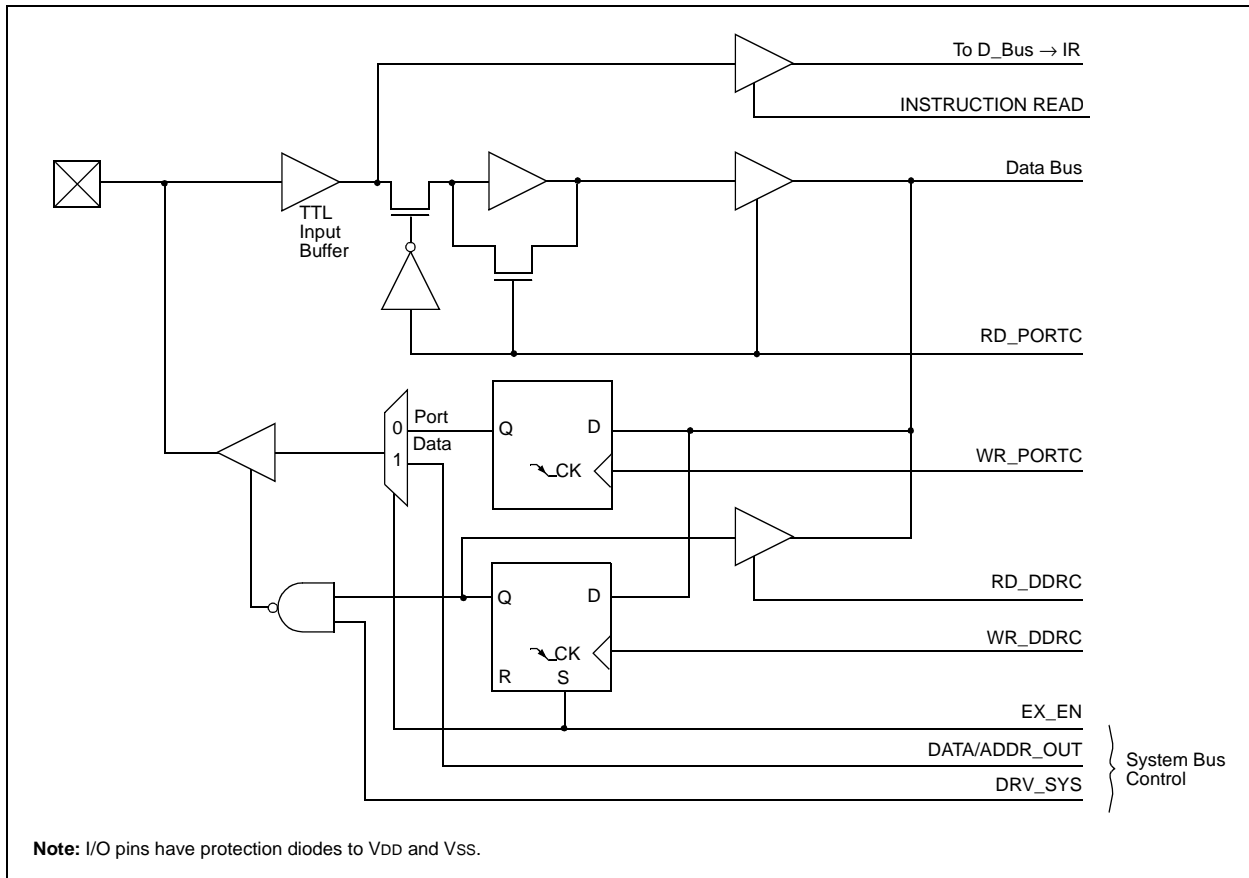 To D_Bus → IR
INSTRUCTION READ
Data Bus
TTL
Input
Buffer
RD_PORTC
0
Port
Data
1
Q
D
CK
WR_PORTC
RD_DDRC
Q
D
CK
R
S
WR_DDRC
EX_EN
DATA/ADDR_OUT
DRV_SYS
System Bus
Control
Note: I/O pins have protection diodes to VDD and VSS.